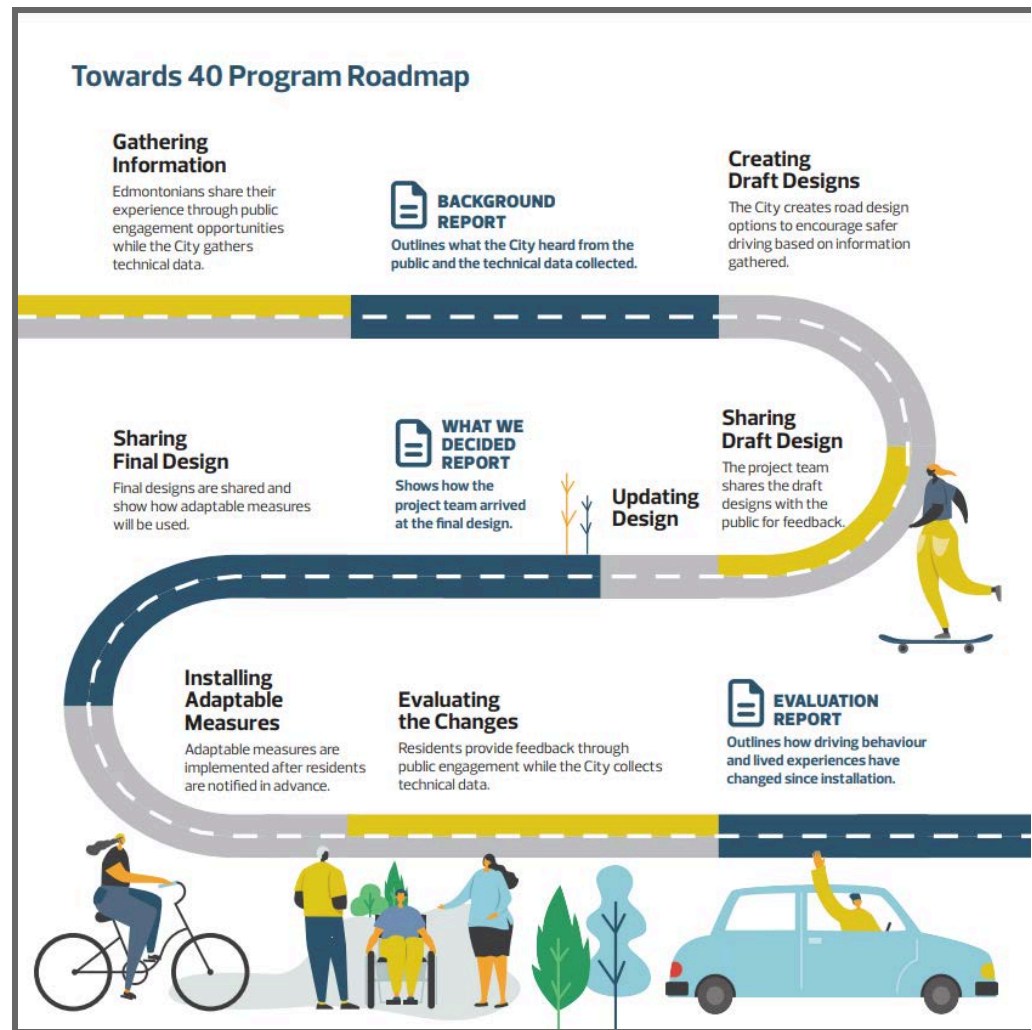 Towards 40 Program Roadmap
Gathering
Information
Edmontonians share their
experience through public
engagement opportunities
while the City gathers
technical data.
BACKGROUND
REPORT
Outlines what the City heard from the
public and the technical data collected.
Creating
Draft Designs
The City creates road design
options to encourage safer
driving based on information
gathered.
Sharing
Draft Design
The project team
shares the draft
designs with the
public for feedback.
Updating
Design
WHAT WE
DECIDED
REPORT
Shows how the
project team arrived
at the final design.
Sharing
Final Design
Final designs are shared and
show how adaptable measures
will be used.
Installing
Adaptable
Measures
Adaptable measures are
implemented after residents
are notified in advance.
Evaluating
the Changes
Residents provide feedback through
public engagement while the City collects
technical data.
EVALUATION
REPORT
Outlines how driving behaviour
and lived experiences have
changed since installation.